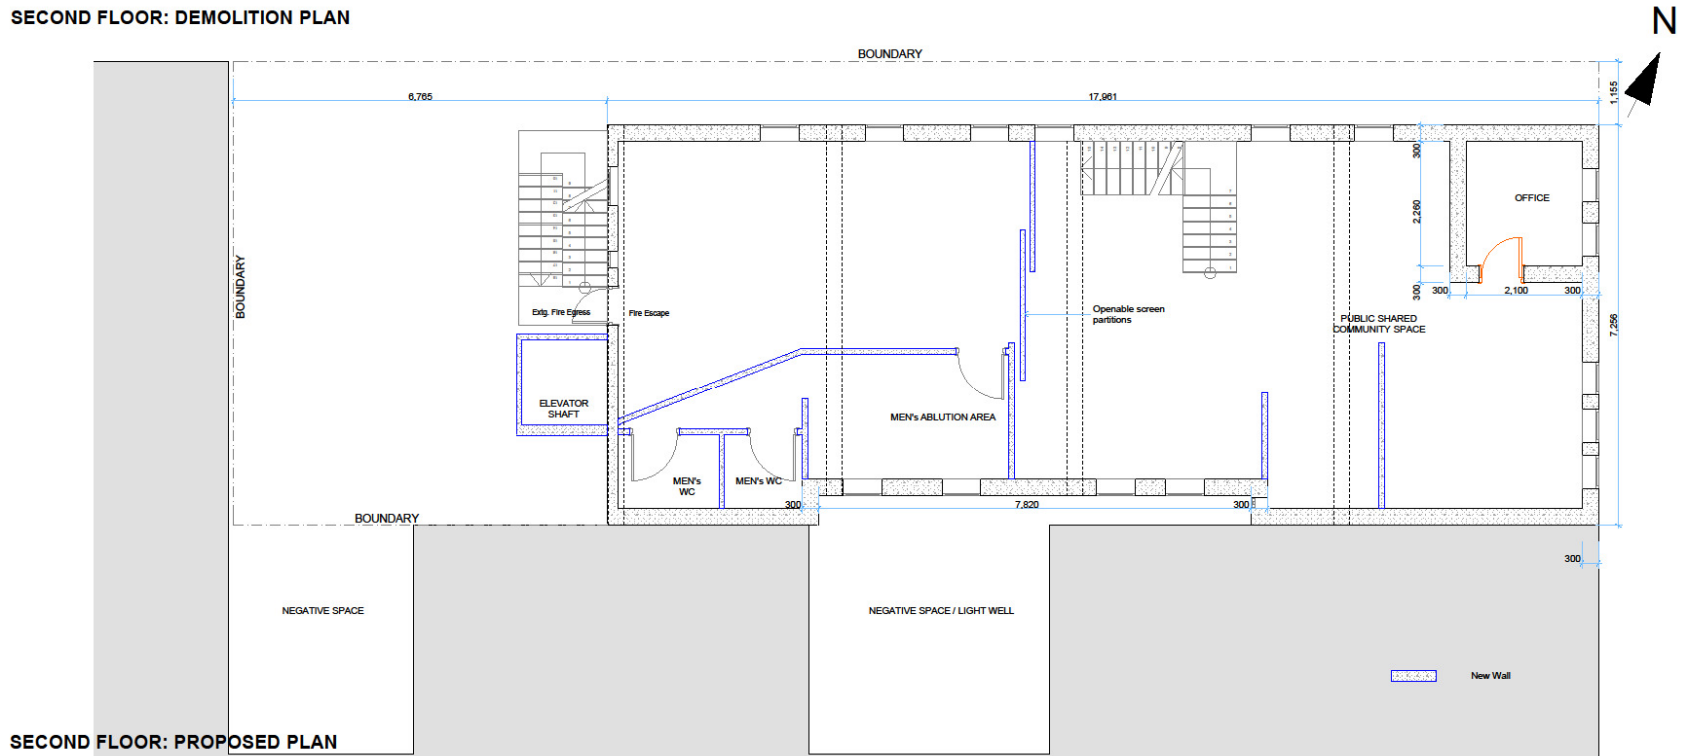 SECOND FLOOR: DEMOLITION PLAN
N
BOUNDARY
6,765
17,961
1,155
300
2,260
OFFICE
BOUNDARY
300
300
2,100
300
Extg. Fire Egress
Fire Escape
Openable screen
partitions
PUBLIC SHARED
COMMUNITY SPACE
7,256
ELEVATOR
SHAFT
MEN's ABLUTION AREA
MEN's
WC
MEN's WC
300
7,820
300
BOUNDARY
300
NEGATIVE SPACE
NEGATIVE SPACE / LIGHT WELL
New Wall
SECOND FLOOR: PROPOSED PLAN